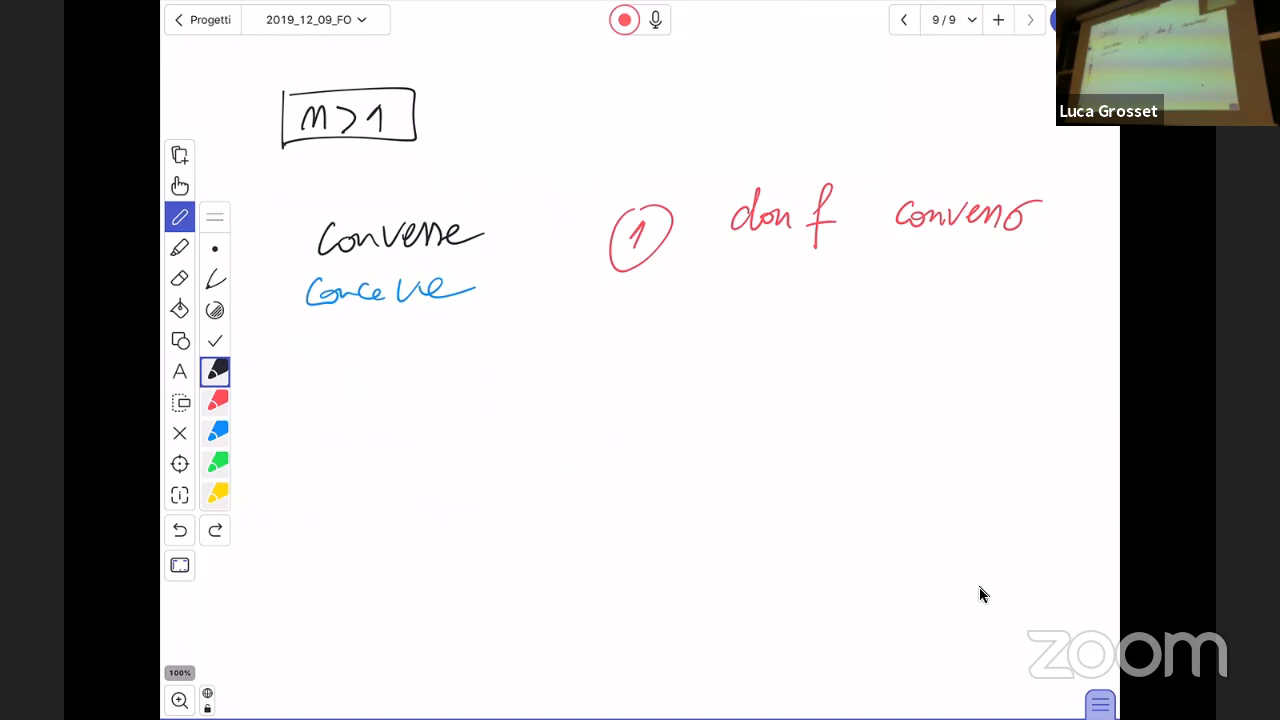 Progetti
2019_12_09_FO
9/9
Luca Grosset
n > 1
① dom f convesso
convesse
concave
A
100%
zoom